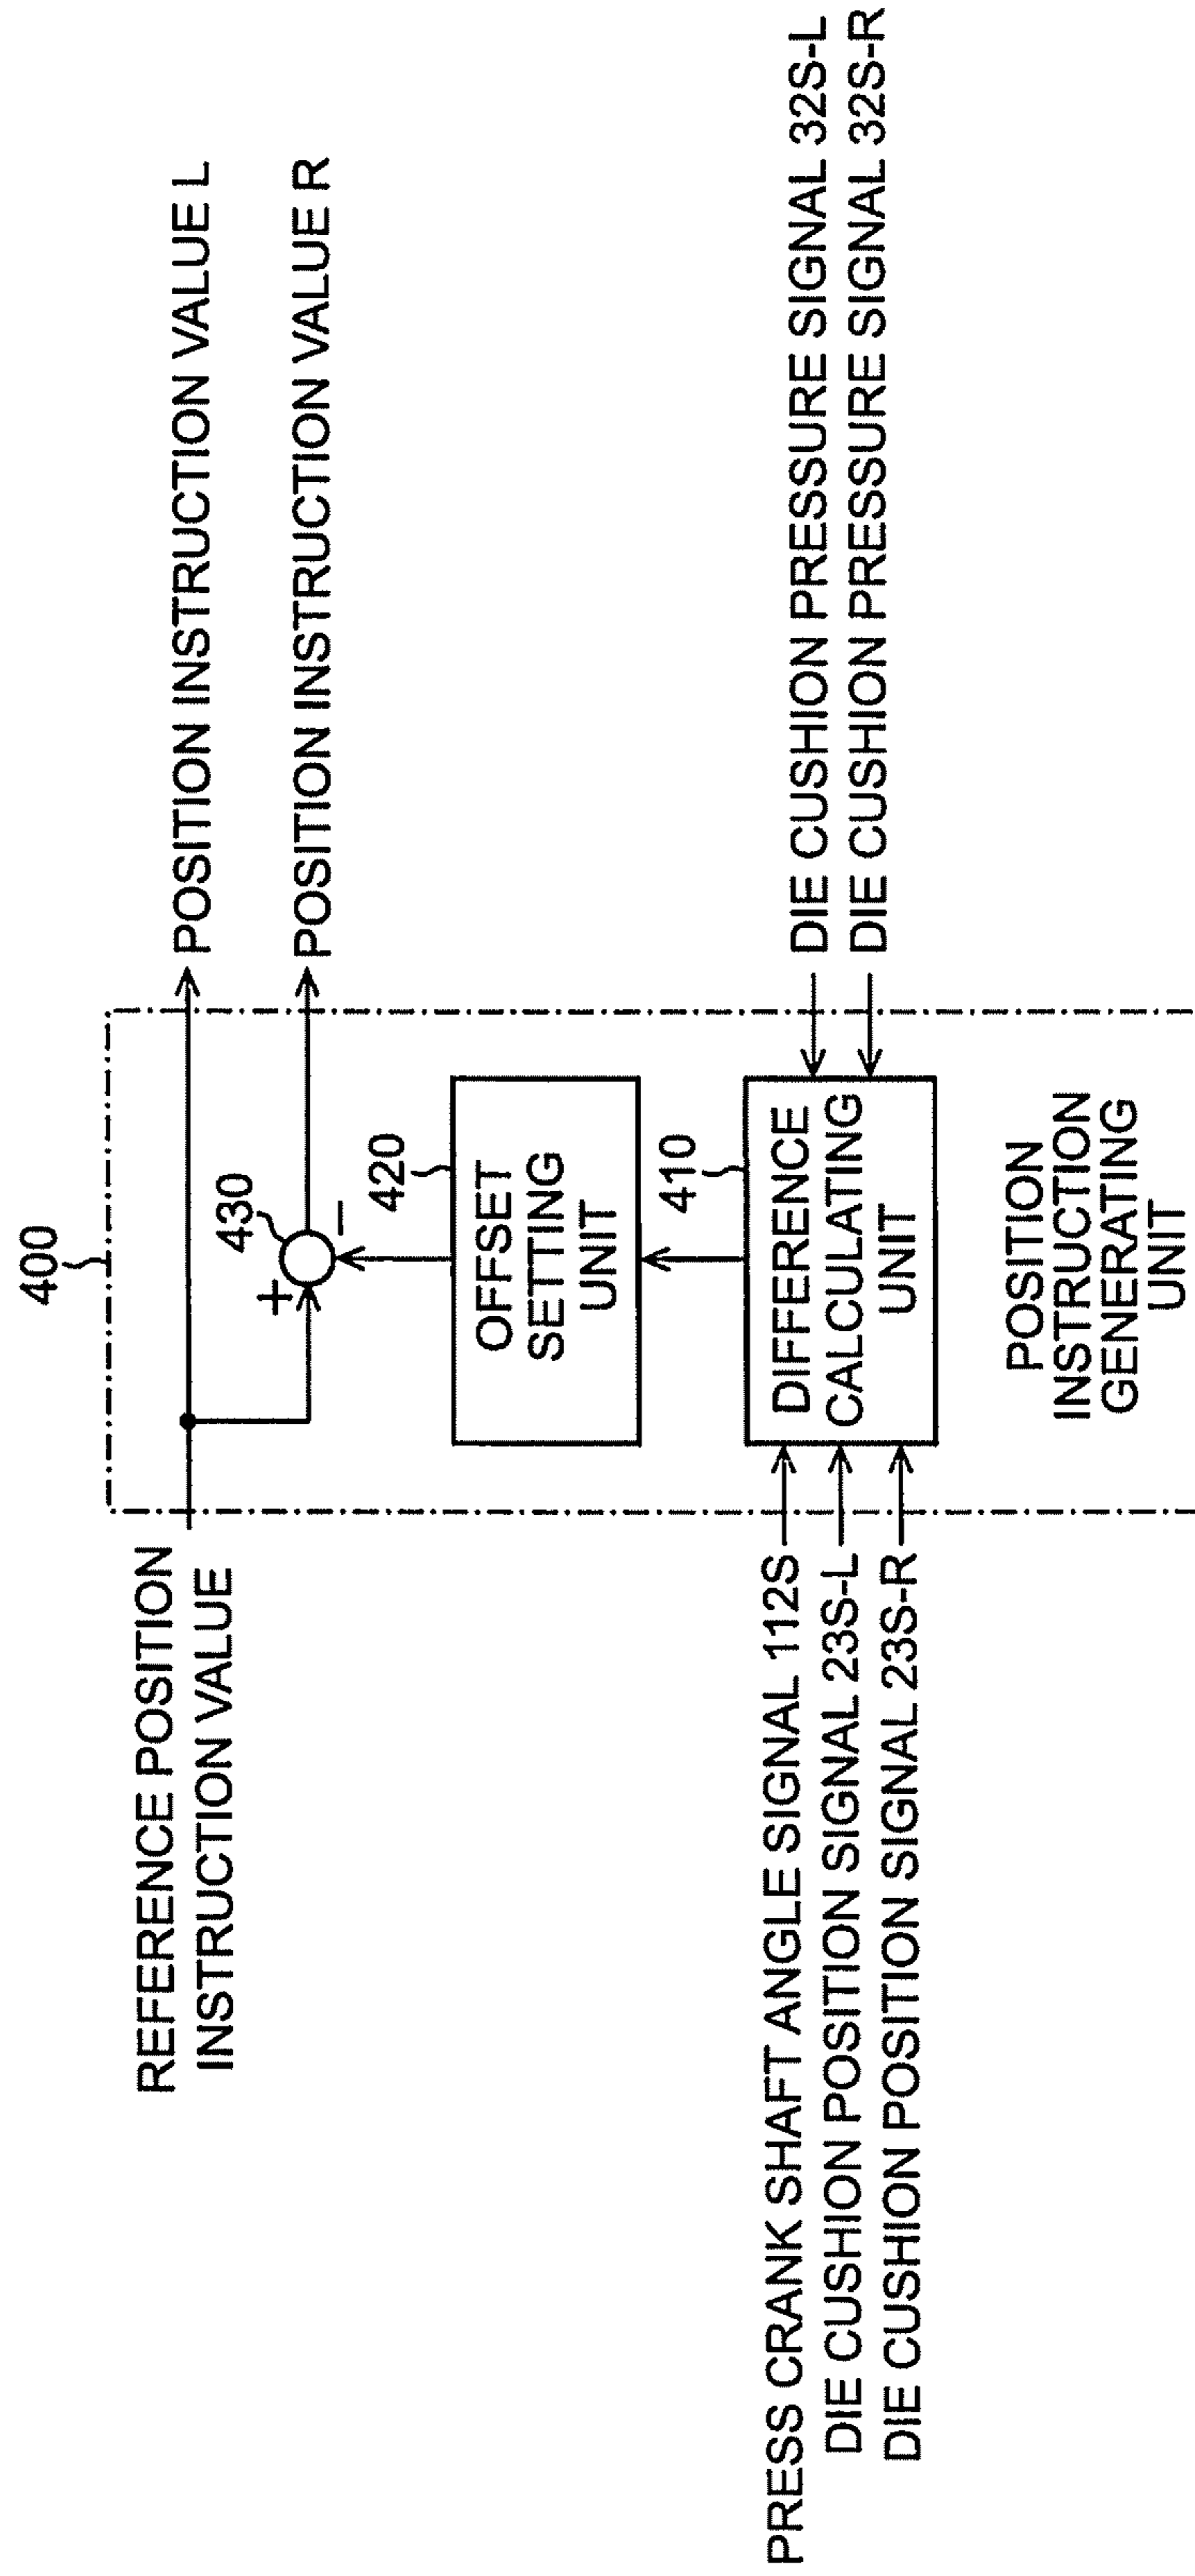 400
REFERENCE POSITION
INSTRUCTION VALUE
POSITION INSTRUCTION VALUE L
+
430
−
POSITION INSTRUCTION VALUE R
420
OFFSET
SETTING
UNIT
410
PRESS CRANK SHAFT ANGLE SIGNAL 112S
DIE CUSHION POSITION SIGNAL 23S-L
DIE CUSHION POSITION SIGNAL 23S-R
DIFFERENCE
CALCULATING
UNIT
DIE CUSHION PRESSURE SIGNAL 32S-L
DIE CUSHION PRESSURE SIGNAL 32S-R
POSITION
INSTRUCTION
GENERATING
UNIT